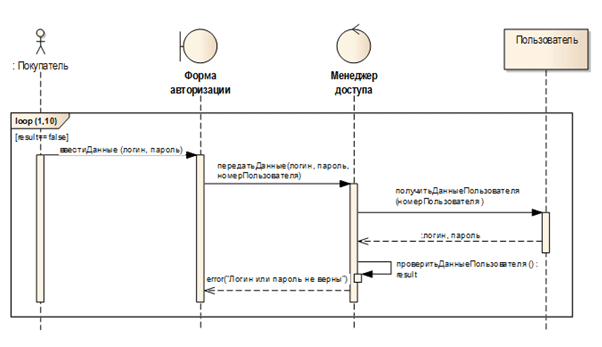 : Покупатель
Форма
авторизации
Менеджер
доступа
Пользователь
loop (1,10)
[result==false]
ввестиДанные (логин, пароль)
передатьДанные(логин, пароль,
номерПользователя)
получитьДанныеПользователя
(номерПользователя )
:логин, пароль
проверитьДанныеПользователя () :
result
error("Логин или пароль не верны")